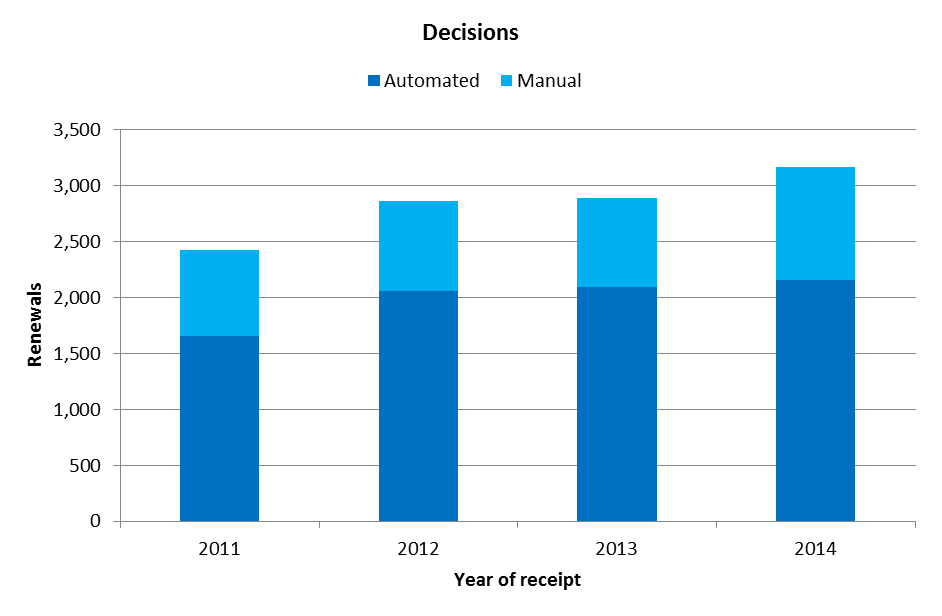 Decisions
Automated Manual
3,500
3,000
2,500
2,000
1,500
1,000
500
0
Renewals
2011 2012 2013 2014
Year of receipt